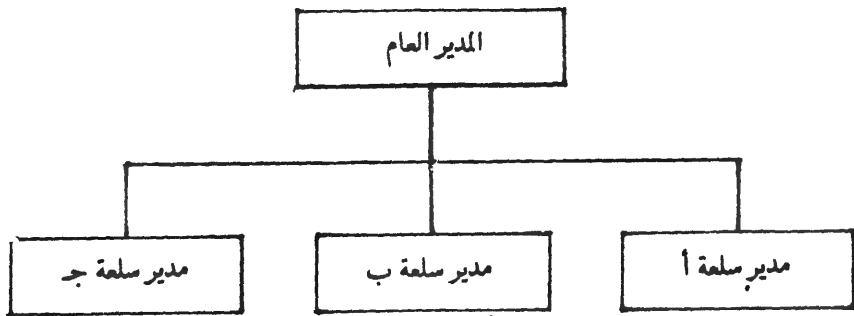 المدير العام
مدير سلعة أ
مدير سلعة ب
مدير سلعة جـ